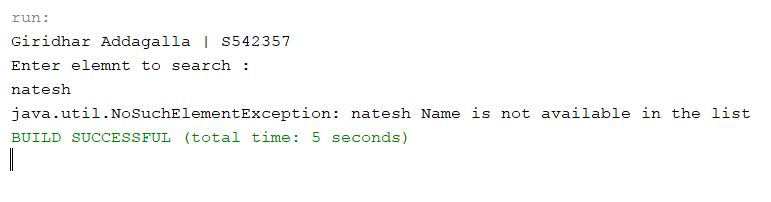 run:
Giridhar Addagalla | S542357
Enter elemnt to search :
natesh
java.util.NoSuchElementException: natesh Name is not available in the list
BUILD SUCCESSFUL (total time: 5 seconds)